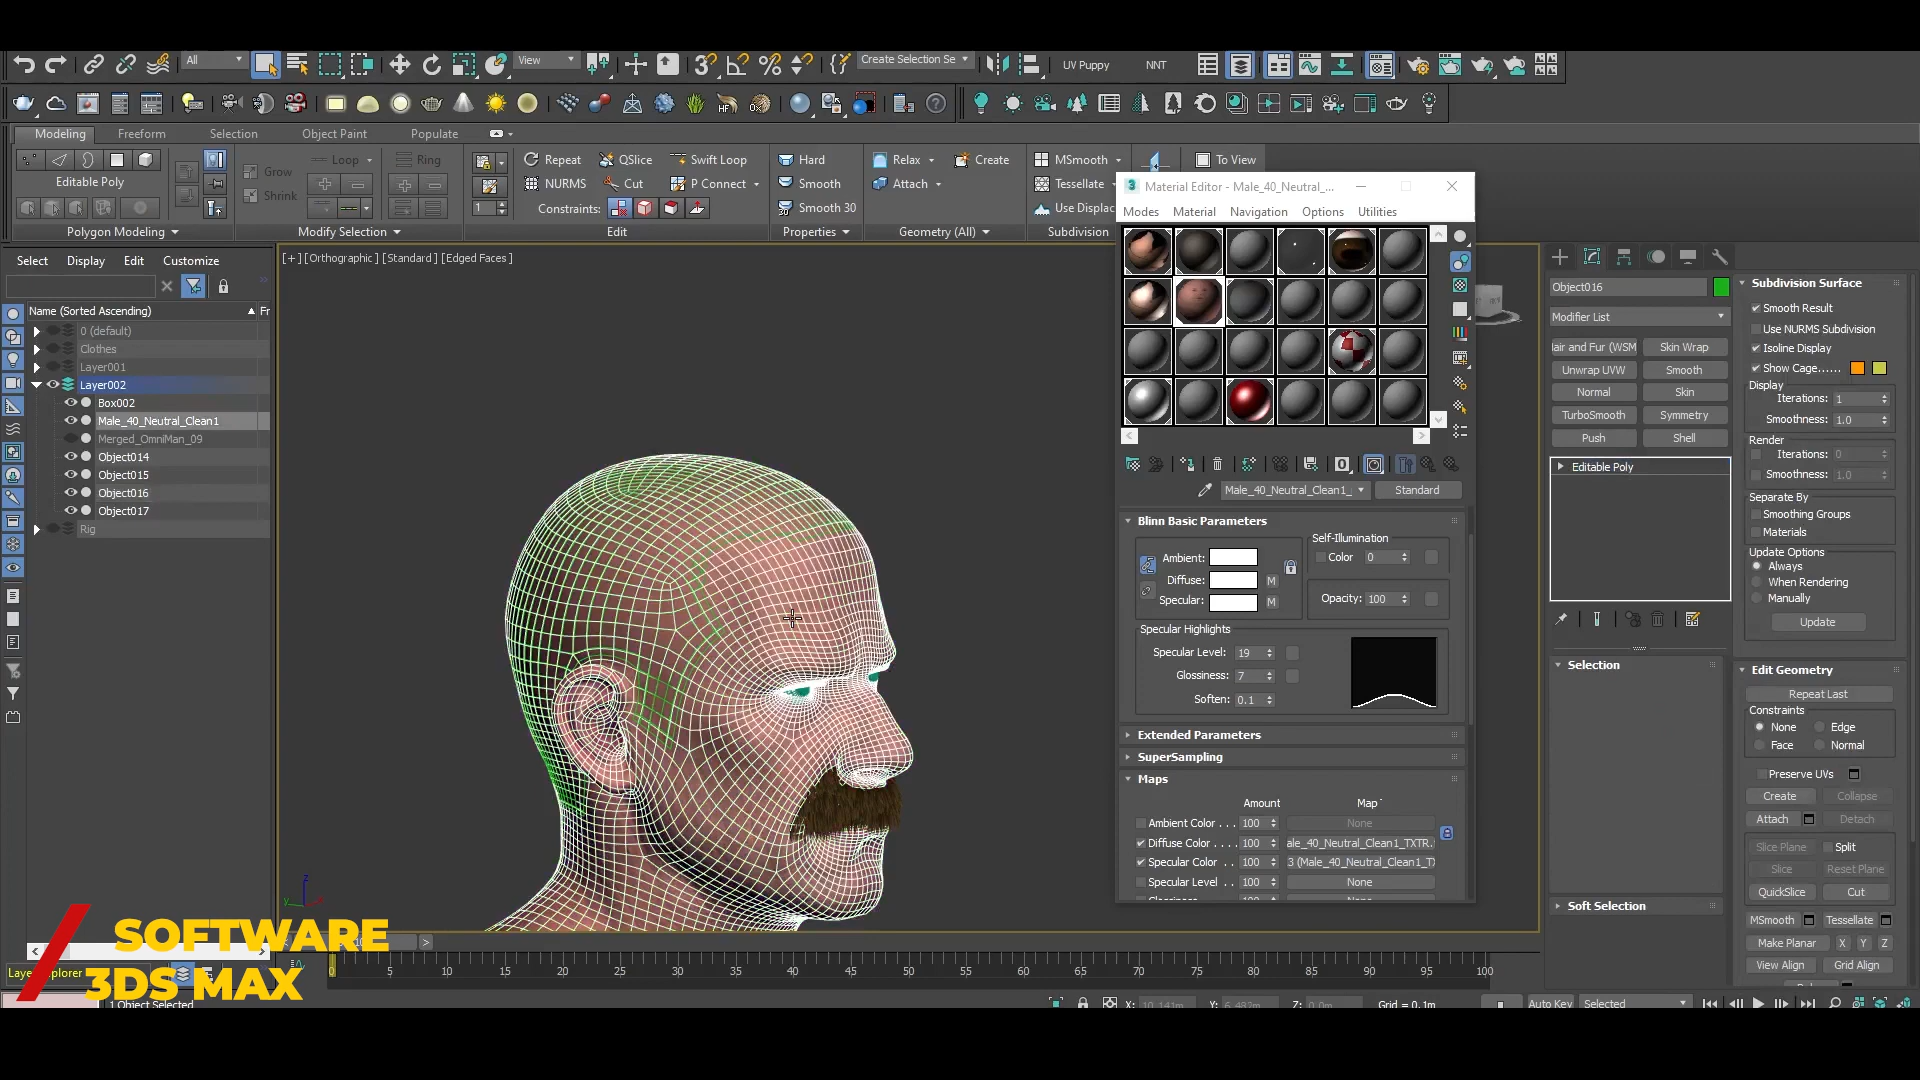 All
View
Create Selection Se
UV Puppy
NNT
Modeling
Freeform
Selection
Object Paint
Populate
Editable Poly
Polygon Modeling
Loop
Ring
Grow
Shrink
Modify Selection
Repeat
QSlice
Swift Loop
NURMS
Cut
P Connect
1
Constraints:
Edit
Hard
Smooth
Smooth 30
Properties
Relax
Create
Attach
Geometry (All)
MSmooth
Tessellate
Use Displac
Subdivision
To View
Select
Display
Edit
Customize
Name (Sorted Ascending)
Fr
0 (default)
Clothes
Layer001
Layer002
Box002
Male_40_Neutral_Clean1
Merged_OmniMan_09
Object014
Object015
Object016
Object017
Rig
[+] [Orthographic] [Standard] [Edged Faces]
Material Editor - Male_40_Neutral_...
Modes
Material
Navigation
Options
Utilities
Male_40_Neutral_Clean1_
Standard
Blinn Basic Parameters
Ambient:
Diffuse:
M
Specular:
M
Self-Illumination
Color
0
Opacity: 100
Specular Highlights
Specular Level: 19
Glossiness: 7
Soften: 0.1
Extended Parameters
SuperSampling
Maps
Amount
Map
Ambient Color . . . 100
None
Diffuse Color . . . . 100
ale_40_Neutral_Clean1_TXTR.
Specular Color . . 100
3 (Male_40_Neutral_Clean1_TX
Specular Level . . 100
None
Object016
Modifier List
air and Fur (WSM
Skin Wrap
Unwrap UVW
Smooth
Normal
Skin
TurboSmooth
Symmetry
Push
Shell
Editable Poly
Selection
Soft Selection
Subdivision Surface
Smooth Result
Use NURMS Subdivision
Isoline Display
Show Cage......
Display
Iterations: 1
Smoothness: 1.0
Render
Iterations: 0
Smoothness: 1.0
Separate By
Smoothing Groups
Materials
Update Options
Always
When Rendering
Manually
Update
Edit Geometry
Repeat Last
Constraints
None
Edge
Face
Normal
Preserve UVs
Create
Collapse
Attach
Detach
Slice Plane
Split
Slice
Reset Plane
QuickSlice
Cut
MSmooth
Tessellate
Make Planar
X
Y
Z
View Align
Grid Align
SOFTWARE
3DS MAX
0 5 10 15 20 25 30 35 40 45 50 55 60 65 70 75 80 85 90 95 100
1 Object Selected
X: 10.141m
Y: 6.482m
Z: 0.0m
Grid = 0.1m
Auto Key
Selected